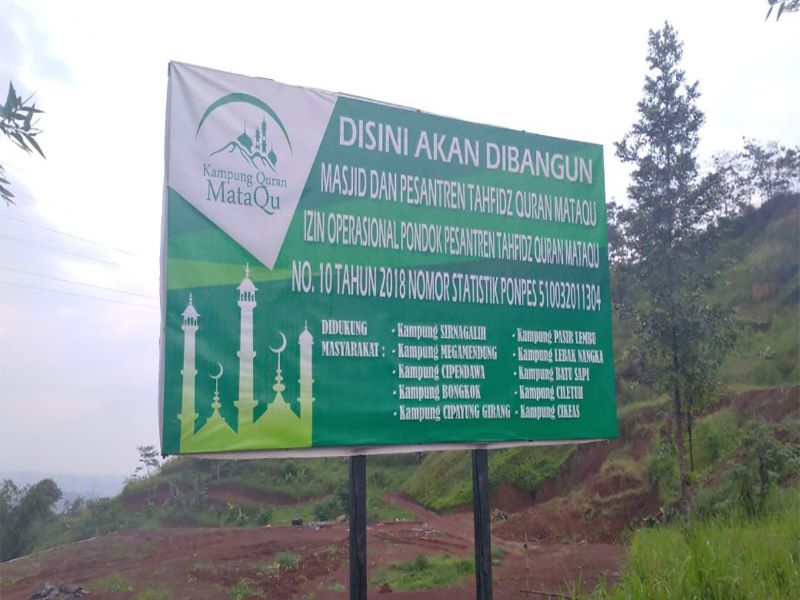 Kampung Quran
MataQu
DISINI AKAN DIBANGUN
MASJID DAN PESANTREN TAHFIDZ QURAN MATAQU
IZIN OPERASIONAL PONDOK PESANTREN TAHFIDZ QURAN MATAQU
NO. 10 TAHUN 2018 NOMOR STATISTIK PONPES 510032011304
DIDUKUNG
MASYARAKAT :
- Kampung SIRNAGALIH
- Kampung MEGAMENDUNG
- Kampung CIPENDAWA
- Kampung BONGKOK
- Kampung CIPAYUNG GIRANG
- Kampung PASIR LEMBU
- Kampung LEBAK NANGKA
- Kampung BATU SAPI
- Kampung CILETUH
- Kampung CIKEAS